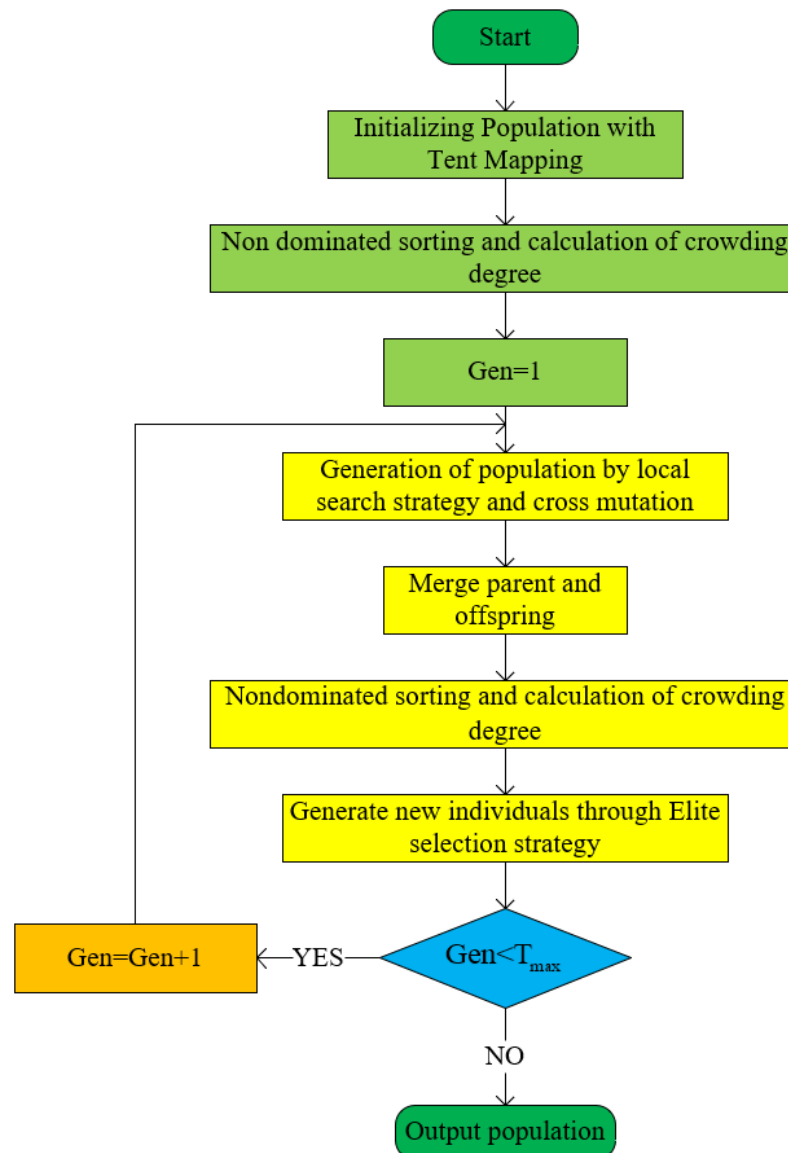 Start
Initializing Population with
Tent Mapping
Non dominated sorting and calculation of crowding
degree
Gen=1
Generation of population by local
search strategy and cross mutation
Merge parent and
offspring
Nondominated sorting and calculation of crowding
degree
Generate new individuals through Elite
selection strategy
Gen<Tmax
YES
Gen=Gen+1
NO
Output population